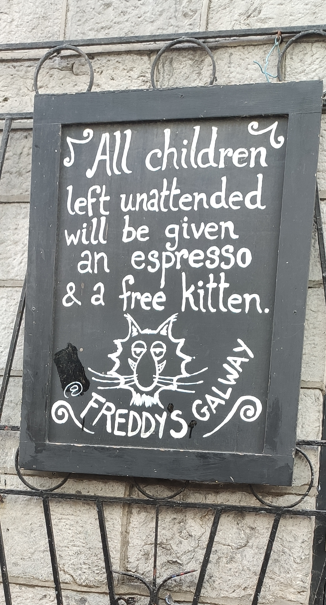 All children
left unattended
will be given
an espresso
& a free kitten.
FREDDYS GALWAY